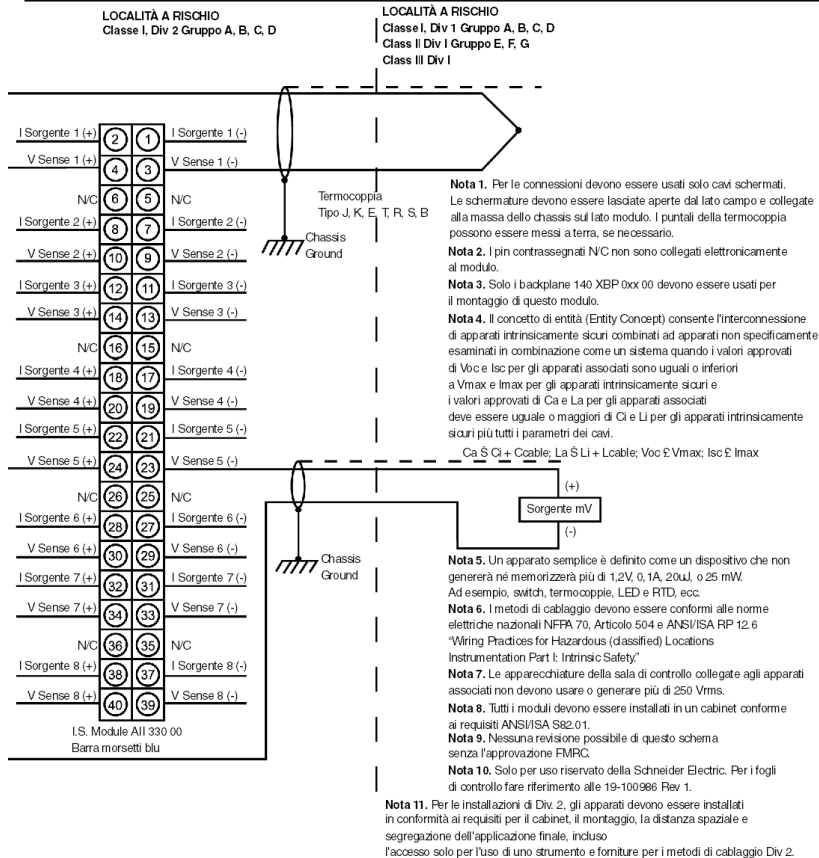 LOCALITÀ A RISCHIO
Classe I, Div 2 Gruppo A, B, C, D
LOCALITÀ A RISCHIO
Classe I, Div 1 Gruppo A, B, C, D
Class II Div I Gruppo E, F, G
Class III Div I
I Sorgente 1 (+) 2 1 I Sorgente 1 (-)
V Sense 1 (+) 4 3 V Sense 1 (-)
N/C 6 5 N/C
I Sorgente 2 (+) 8 7 I Sorgente 2 (-)
V Sense 2 (+) 10 9 V Sense 2 (-)
I Sorgente 3 (+) 12 11 I Sorgente 3 (-)
V Sense 3 (+) 14 13 V Sense 3 (-)
N/C 16 15 N/C
I Sorgente 4 (+) 18 17 I Sorgente 4 (-)
V Sense 4 (+) 20 19 V Sense 4 (-)
I Sorgente 5 (+) 22 21 I Sorgente 5 (-)
V Sense 5 (+) 24 23 V Sense 5 (-)
N/C 26 25 N/C
I Sorgente 6 (+) 28 27 I Sorgente 6 (-)
V Sense 6 (+) 30 29 V Sense 6 (-)
I Sorgente 7 (+) 32 31 I Sorgente 7 (-)
V Sense 7 (+) 34 33 V Sense 7 (-)
N/C 36 35 N/C
I Sorgente 8 (+) 38 37 I Sorgente 8 (-)
V Sense 8 (+) 40 39 V Sense 8 (-)
I.S. Module AII 330 00
Barra morsetti blu
Termocoppia
Tipo J, K, E, T, R, S, B
Chassis
Ground
Nota 1. Per le connessioni devono essere usati solo cavi schermati.
Le schermature devono essere lasciate aperte dal lato campo e collegate
alla massa dello chassis sul lato modulo. I puntali della termocoppia
possono essere messi a terra, se necessario.
Nota 2. I pin contrassegnati N/C non sono collegati elettronicamente
al modulo.
Nota 3. Solo i backplane 140 XBP 0xx 00 devono essere usati per
il montaggio di questo modulo.
Nota 4. Il concetto di entità (Entity Concept) consente l'interconnessione
di apparati intrinsicamente sicuri combinati ad apparati non specificamente
esaminati in combinazione come un sistema quando i valori approvati
di Voc e Isc per gli apparati associati sono uguali o inferiori
a Vmax e Imax per gli apparati intrinsicamente sicuri e
i valori approvati di Ca e La per gli apparati associati
deve essere uguale o maggiori di Ci e Li per gli apparati intrinsicamente
sicuri più tutti i parametri dei cavi.
Ca Š Ci + Ccable; La Š Li + Lcable; Voc £ Vmax; Isc £ Imax
(+)
Sorgente mV
(-)
Chassis
Ground
Nota 5. Un apparato semplice è definito come un dispositivo che non
genererà né memorizzerà più di 1,2V, 0,1A, 20uJ, o 25 mW.
Ad esempio, switch, termocoppie, LED e RTD, ecc.
Nota 6. I metodi di cablaggio devono essere conformi alle norme
elettriche nazionali NFPA 70, Articolo 504 e ANSI/ISA RP 12.6
“Wiring Practices for Hazardous (classified) Locations
Instrumentation Part I: Intrinsic Safety.”
Nota 7. Le apparecchiature della sala di controllo collegate agli apparati
associati non devono usare o generare più di 250 Vrms.
Nota 8. Tutti i moduli devono essere installati in un cabinet conforme
ai requisiti ANSI/ISA S82.01.
Nota 9. Nessuna revisione possibile di questo schema
senza l'approvazione FMRC.
Nota 10. Solo per uso riservato della Schneider Electric. Per i fogli
di controllo fare riferimento alle 19-100986 Rev 1.
Nota 11. Per le installazioni di Div. 2, gli apparati devono essere installati
in conformità ai requisiti per il cabinet, il montaggio, la distanza spaziale e
segregazione dell'applicazione finale, incluso
l'accesso solo per l'uso di uno strumento e forniture per i metodi di cablaggio Div 2.